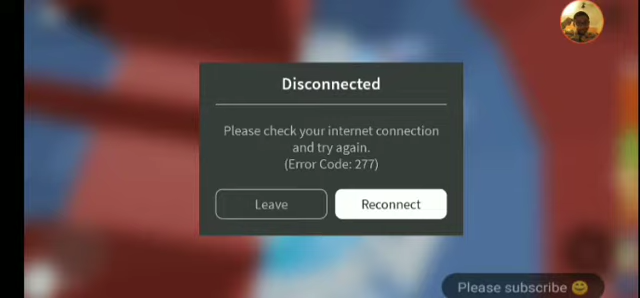 Disconnected
Please check your internet connection
and try again.
(Error Code: 277)
Leave
Reconnect
Please subscribe 😊